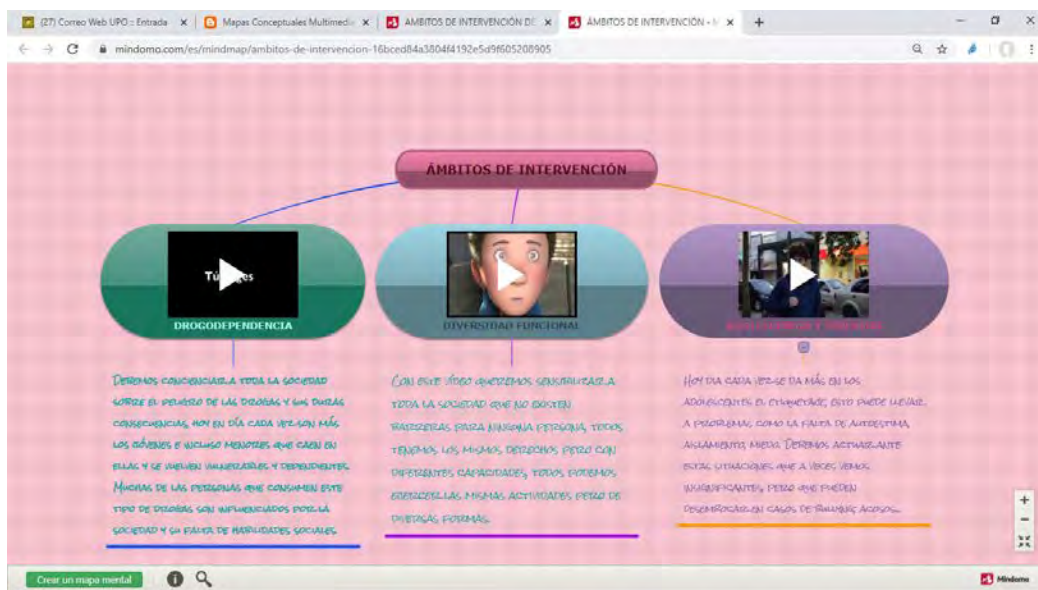 (27) Correo Web UPO :: Entrada
Mapas Conceptuales Multimedia
ÁMBITOS DE INTERVENCIÓN DE
ÁMBITOS DE INTERVENCIÓN - M
mindomo.com/es/mindmap/ambitos-de-intervencion-16bced84a3804f4192e5d9f605208905
ÁMBITOS DE INTERVENCIÓN
DROGODEPENDENCIA
DEBEMOS CONCIENCIAR A TODA LA SOCIEDAD
SOBRE EL PELIGRO DE LAS DROGAS Y SUS DURAS
CONSECUENCIAS, HOY EN DÍA CADA VEZ SON MÁS
LOS JÓVENES E INCLUSO MENORES QUE CAEN EN
ELLAS Y SE VUELVEN VULNERABLES Y DEPENDIENTES.
MUCHAS DE LAS PERSONAS QUE CONSUMEN ESTE
TIPO DE DROGAS SON INFLUENCIADOS POR LA
SOCIEDAD Y SU FALTA DE HABILIDADES SOCIALES.
DIVERSIDAD FUNCIONAL
CON ESTE VÍDEO QUEREMOS SENSIBILIZAR A
TODA LA SOCIEDAD QUE NO EXISTEN
BARRERAS PARA NINGUNA PERSONA, TODOS
TENEMOS LOS MISMOS DERECHOS PERO CON
DIFERENTES CAPACIDADES, TODOS PODEMOS
EJERCER LAS MISMAS ACTIVIDADES PERO DE
DIVERSAS FORMAS.
HOY DIA CADA VEZ SE DA MÁS EN LOS
ADOLESCENTES EL ETIQUETAJE, ESTO PUEDE LLEVAR
A PROBLEMAS, COMO LA FALTA DE AUTOESTIMA,
AISLAMIENTO, MIEDO. DEBEMOS ACTUAR ANTE
ESTAS SITUACIONES QUE A VECES VEMOS
INSIGNIFICANTES, PERO QUE PUEDEN
DESEMBOCAR EN CASOS DE BULLYING, ACOSOS...
Crear un mapa mental
Mindomo